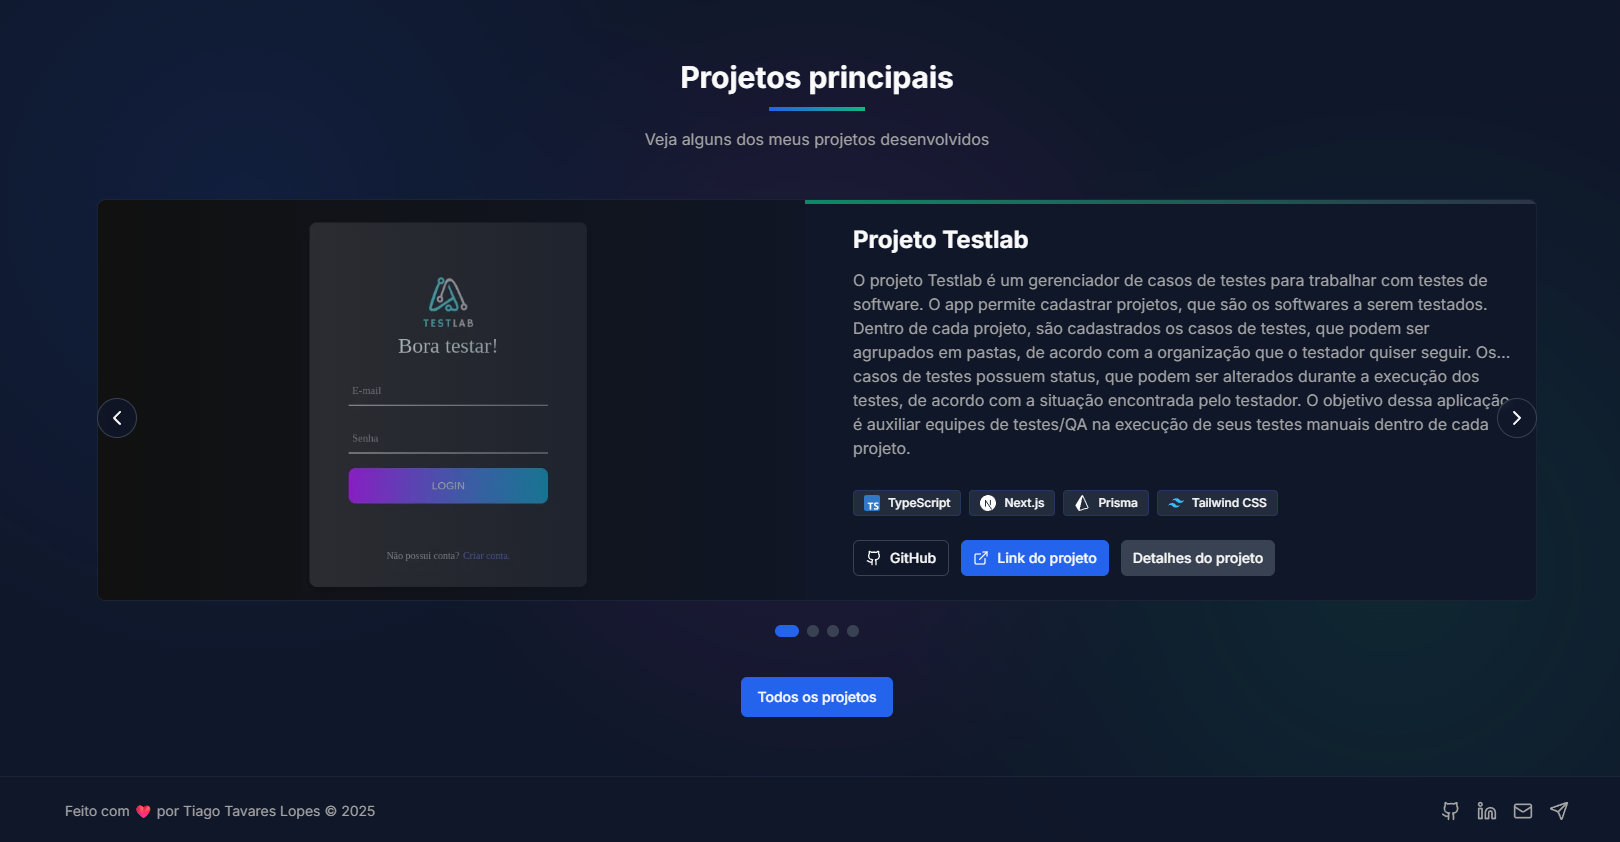 Projetos principais
Veja alguns dos meus projetos desenvolvidos
TESTLAB
Bora testar!
E-mail
Senha
LOGIN
Não possui conta? Criar conta.
Projeto Testlab
O projeto Testlab é um gerenciador de casos de testes para trabalhar com testes de
software. O app permite cadastrar projetos, que são os softwares a serem testados.
Dentro de cada projeto, são cadastrados os casos de testes, que podem ser
agrupados em pastas, de acordo com a organização que o testador quiser seguir. Os...
casos de testes possuem status, que podem ser alterados durante a execução dos
testes, de acordo com a situação encontrada pelo testador. O objetivo dessa aplicação
é auxiliar equipes de testes/QA na execução de seus testes manuais dentro de cada
projeto.
TS TypeScript N Next.js Prisma Tailwind CSS
GitHub Link do projeto Detalhes do projeto
Todos os projetos
Feito com ❤️ por Tiago Tavares Lopes © 2025